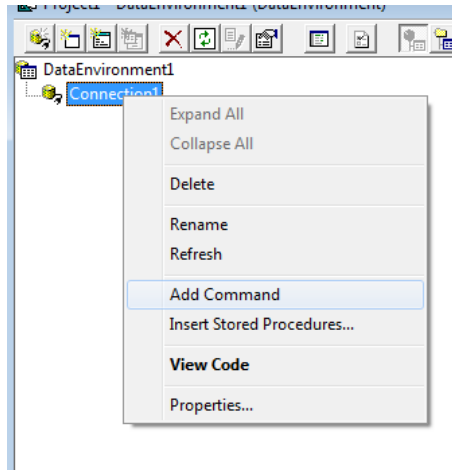 Project1 - DataEnvironment1 (DataEnvironment)
DataEnvironment1
Connection1
Expand All
Collapse All
Delete
Rename
Refresh
Add Command
Insert Stored Procedures...
View Code
Properties...